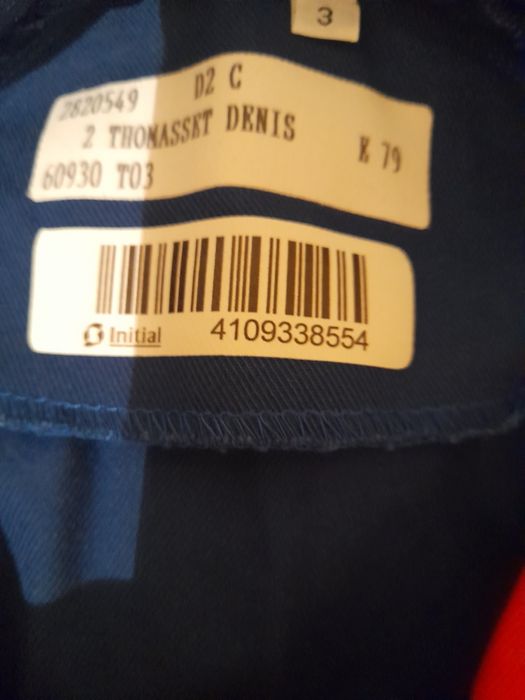 3
D2 C
2820549
2 THOMASSET DENIS
K 79
60930 T03
Initial 4109338554